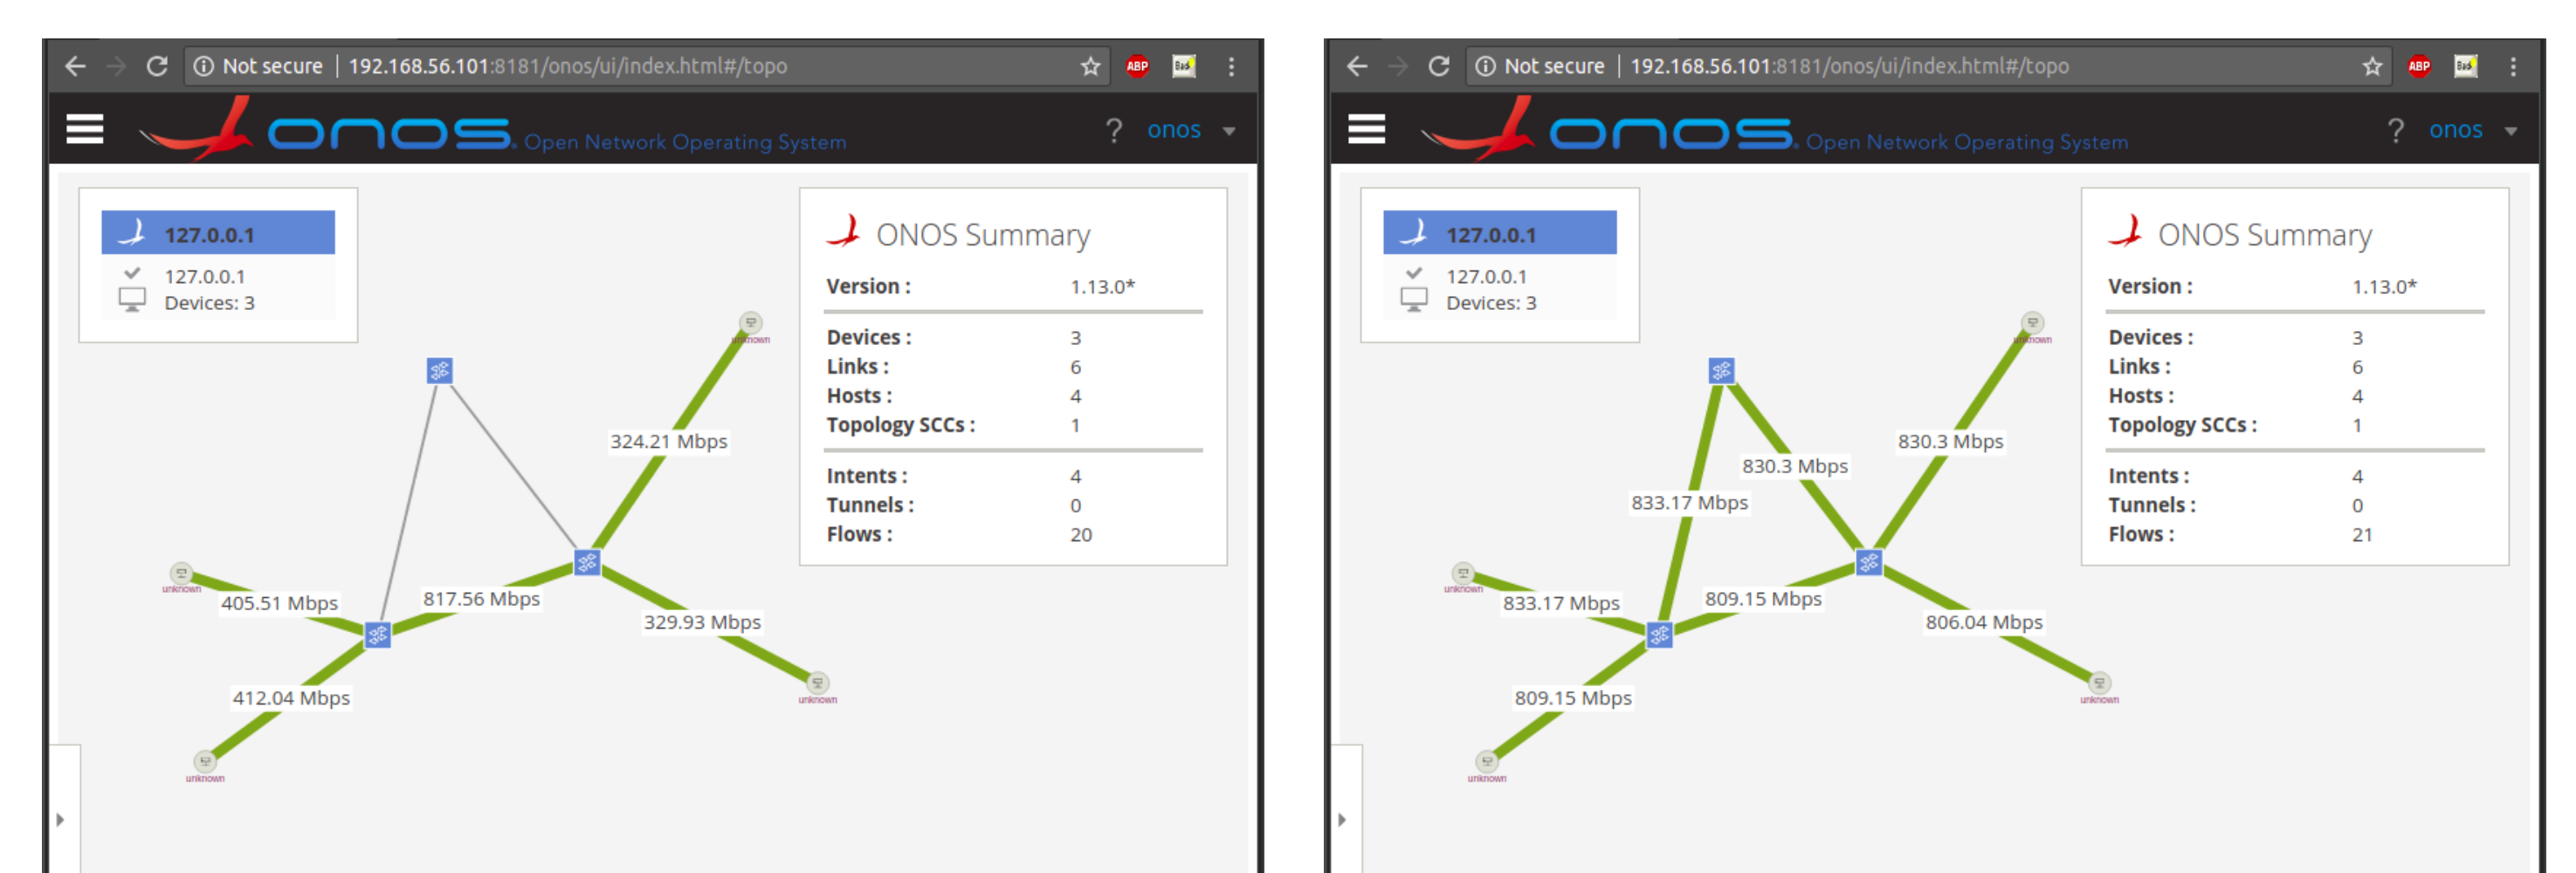 Not secure | 192.168.56.101:8181/onos/ui/index.html#/topo
ABP
Bad
onos. Open Network Operating System
? onos
127.0.0.1
127.0.0.1
Devices: 3
ONOS Summary
Version : 1.13.0*
Devices : 3
Links : 6
Hosts : 4
Topology SCCs : 1
Intents : 4
Tunnels : 0
Flows : 20
unknown
324.21 Mbps
unknown
405.51 Mbps
817.56 Mbps
329.93 Mbps
412.04 Mbps
unknown
unknown
Not secure | 192.168.56.101:8181/onos/ui/index.html#/topo
ABP
Bad
onos. Open Network Operating System
? onos
127.0.0.1
127.0.0.1
Devices: 3
ONOS Summary
Version : 1.13.0*
Devices : 3
Links : 6
Hosts : 4
Topology SCCs : 1
Intents : 4
Tunnels : 0
Flows : 21
unknown
830.3 Mbps
830.3 Mbps
833.17 Mbps
unknown
833.17 Mbps
809.15 Mbps
806.04 Mbps
809.15 Mbps
unknown
unknown